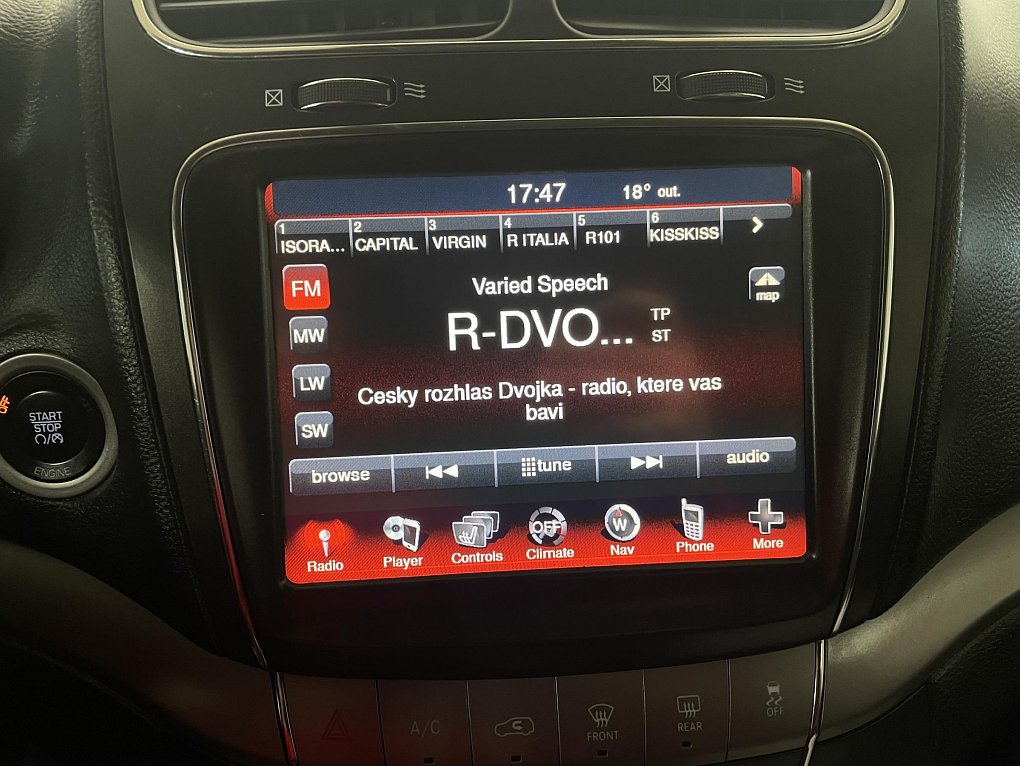 17:47 18° out.
1 ISORA... 2 CAPITAL 3 VIRGIN 4 R ITALIA 5 R101 6 KISSKISS
FM
Varied Speech
map
MW
R-DVO... TP
ST
LW
Cesky rozhlas Dvojka - radio, ktere vas
bavi
SW
START
STOP
ENGINE
browse tune audio
OFF W
Radio Player Controls Climate Nav Phone More
A/C FRONT REAR OFF